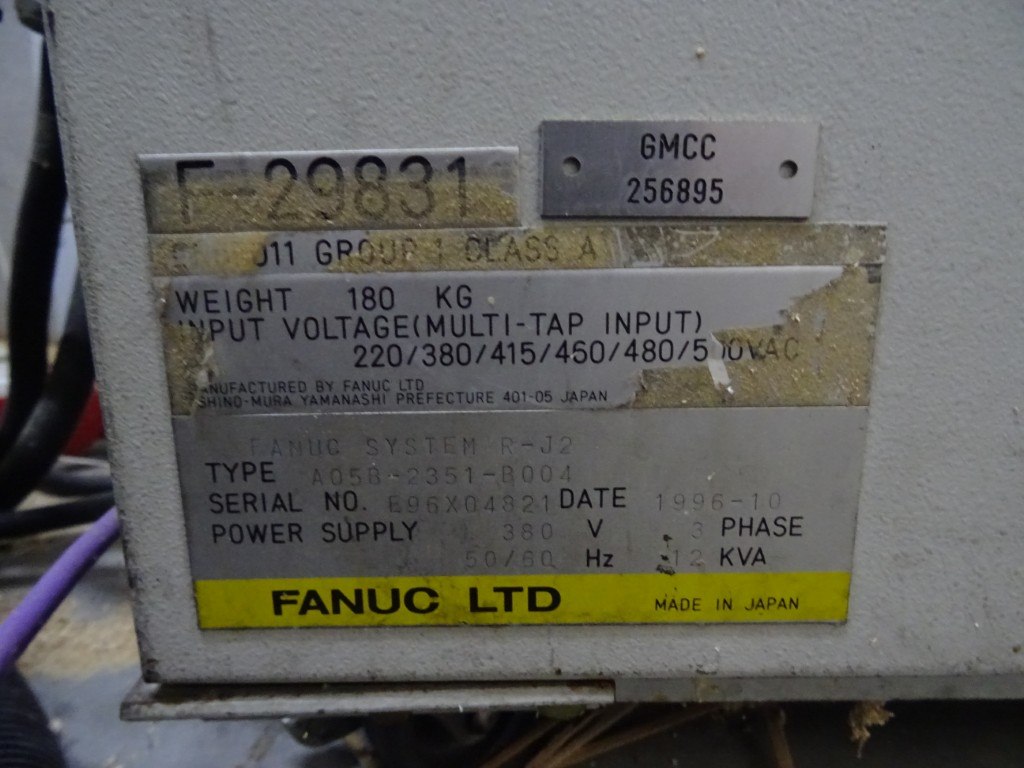 F-29831
GMCC
256895
011 GROUP 1 CLASS A
WEIGHT 180 KG
INPUT VOLTAGE(MULTI-TAP INPUT)
220/380/415/460/480/500VAC
MANUFACTURED BY FANUC LTD
SHINO-MURA YAMANASHI PREFECTURE 401-05 JAPAN
FANUC SYSTEM R-J2
TYPE A05B-2351-B004
SERIAL NO. E96X04821 DATE 1996-10
POWER SUPPLY 380 V 3 PHASE
50/60 Hz 12 KVA
FANUC LTD MADE IN JAPAN